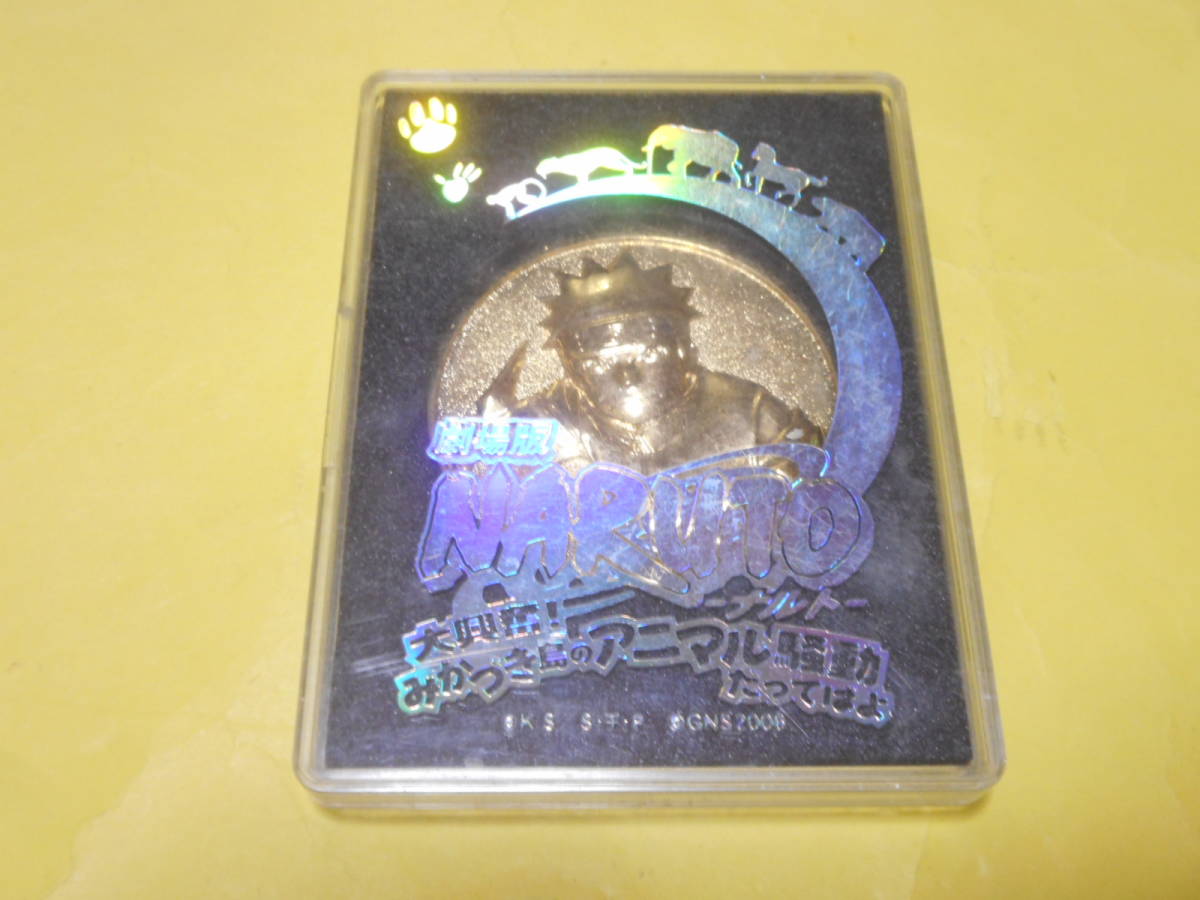 劇場版
NARUTO
ーナルトー
大興奮!
みかづき島のアニマル騒動
だってばよ
©K S S・T・P ©GNS2006